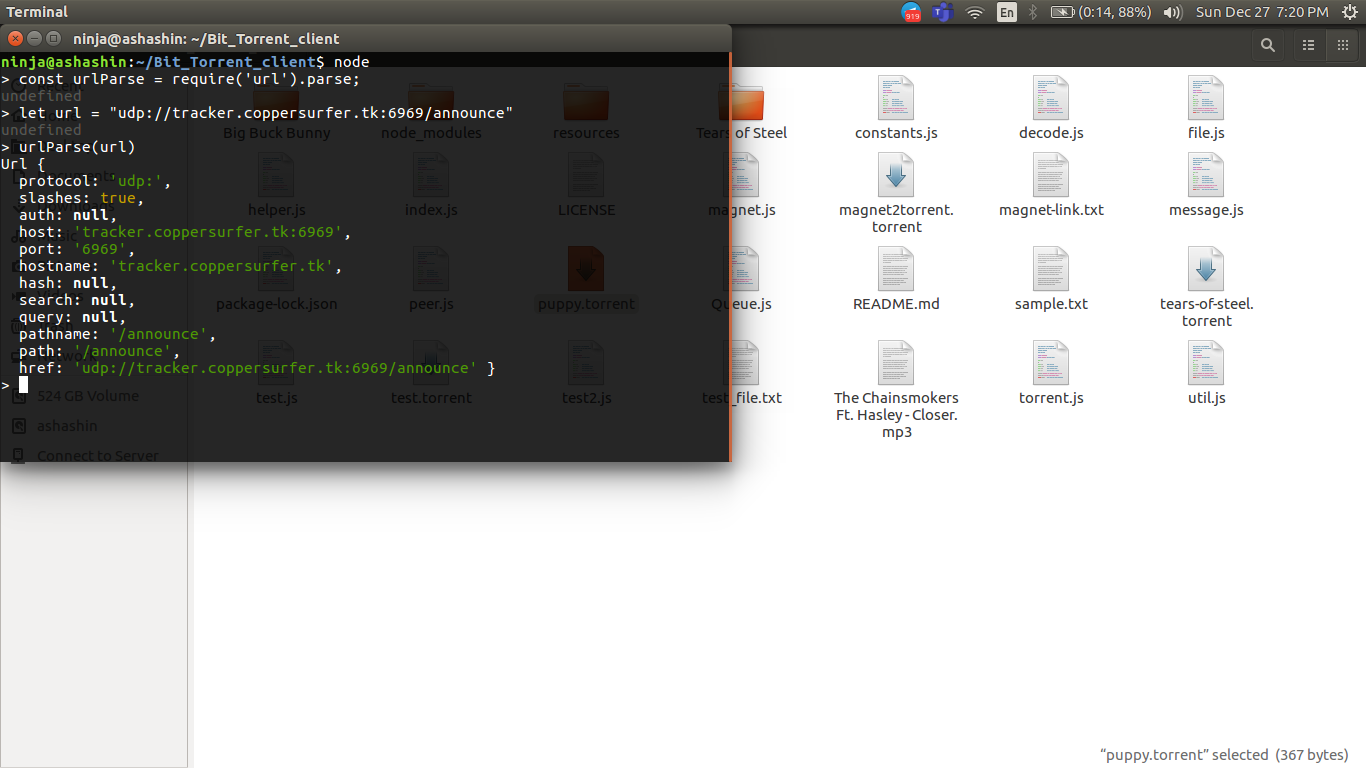 Terminal
919
En
(0:14, 88%)
Sun Dec 27 7:20 PM
ninja@ashashin: ~/Bit_Torrent_client
ninja@ashashin:~/Bit_Torrent_client$ node
> const urlParse = require('url').parse;
undefined
> let url = "udp://tracker.coppersurfer.tk:6969/announce"
undefined
> urlParse(url)
Url {
  protocol: 'udp:',
  slashes: true,
  auth: null,
  host: 'tracker.coppersurfer.tk:6969',
  port: '6969',
  hostname: 'tracker.coppersurfer.tk',
  hash: null,
  search: null,
  query: null,
  pathname: '/announce',
  path: '/announce',
  href: 'udp://tracker.coppersurfer.tk:6969/announce' }
>
524 GB Volume
ashashin
Connect to Server
Big Buck Bunny
node_modules
resources
Tears of Steel
constants.js
decode.js
file.js
helper.js
index.js
LICENSE
magnet.js
magnet2torrent.
torrent
magnet-link.txt
message.js
package-lock.json
peer.js
puppy.torrent
Queue.js
README.md
sample.txt
tears-of-steel.
torrent
test.js
test.torrent
test2.js
test_file.txt
The Chainsmokers
Ft. Hasley - Closer.
mp3
torrent.js
util.js
“puppy.torrent” selected (367 bytes)